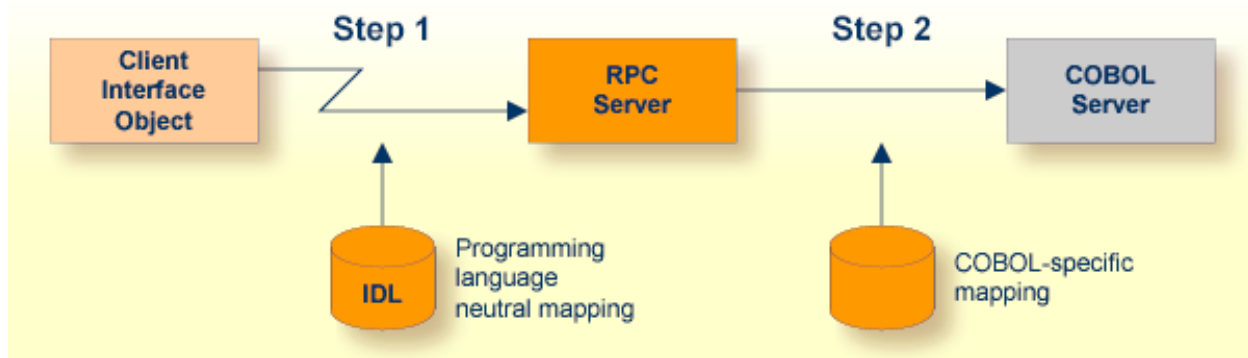 Step 1
Step 2
Client
Interface
Object
RPC
Server
COBOL
Server
IDL
Programming
language
neutral mapping
COBOL-specific
mapping